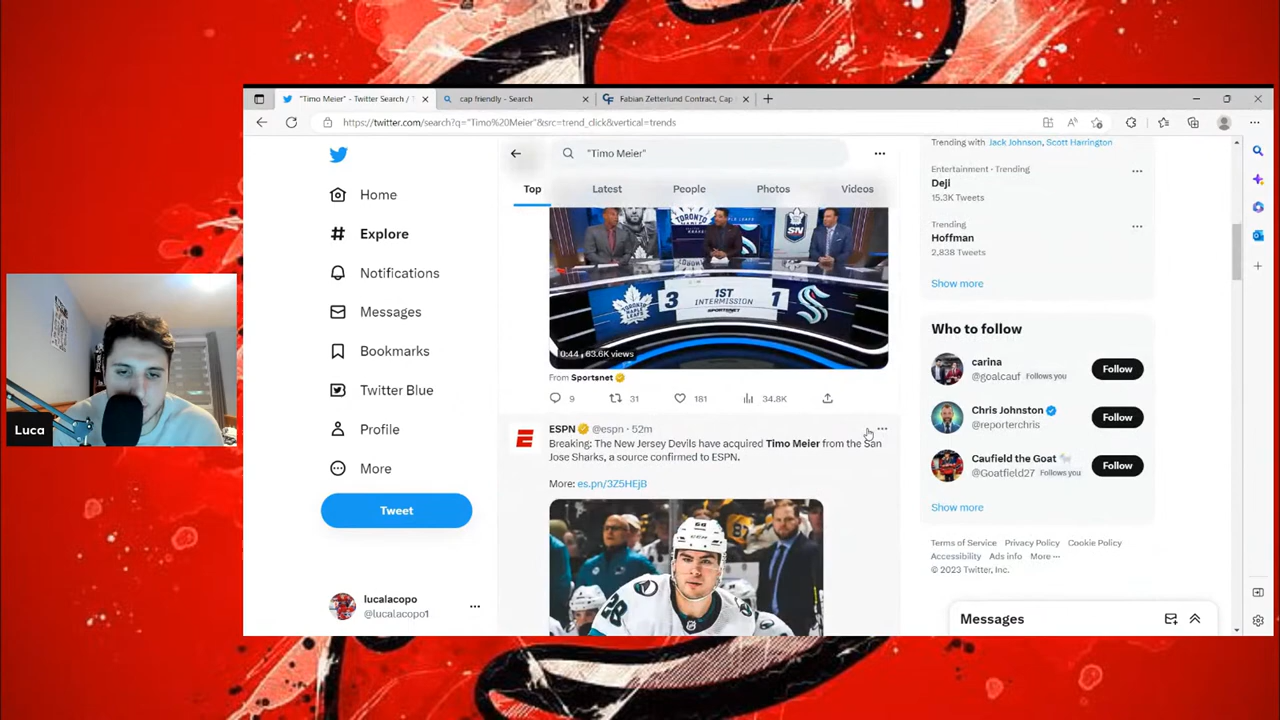 "Timo Meier" - Twitter Search / T
cap friendly - Search
Fabian Zetterlund Contract, Cap
https://twitter.com/search?q="Timo%20Meier"&src=trend_click&vertical=trends
"Timo Meier"
Top
Latest
People
Photos
Videos
Home
Explore
Notifications
Messages
Bookmarks
Twitter Blue
Profile
More
Tweet
lucalacopo
@lucalacopo1
TORONTO
MAPLE LEAFS
SN
3
1ST
INTERMISSION
SPORTSNET
1
0:44
63.6K views
From Sportsnet
9
31
181
34.8K
ESPN @espn · 52m
Breaking: The New Jersey Devils have acquired Timo Meier from the San
Jose Sharks, a source confirmed to ESPN.
More: es.pn/3Z5HEjB
87
28
Trending with Jack Johnson, Scott Harrington
Entertainment · Trending
Deji
15.3K Tweets
Trending
Hoffman
2,838 Tweets
Show more
Who to follow
carina
@goalcauf Follows you
Follow
Chris Johnston
@reporterchris
Follow
Caufield the Goat
@Goatfield27 Follows you
Follow
Show more
Terms of Service Privacy Policy Cookie Policy
Accessibility Ads info More ···
© 2023 Twitter, Inc.
Messages
Luca